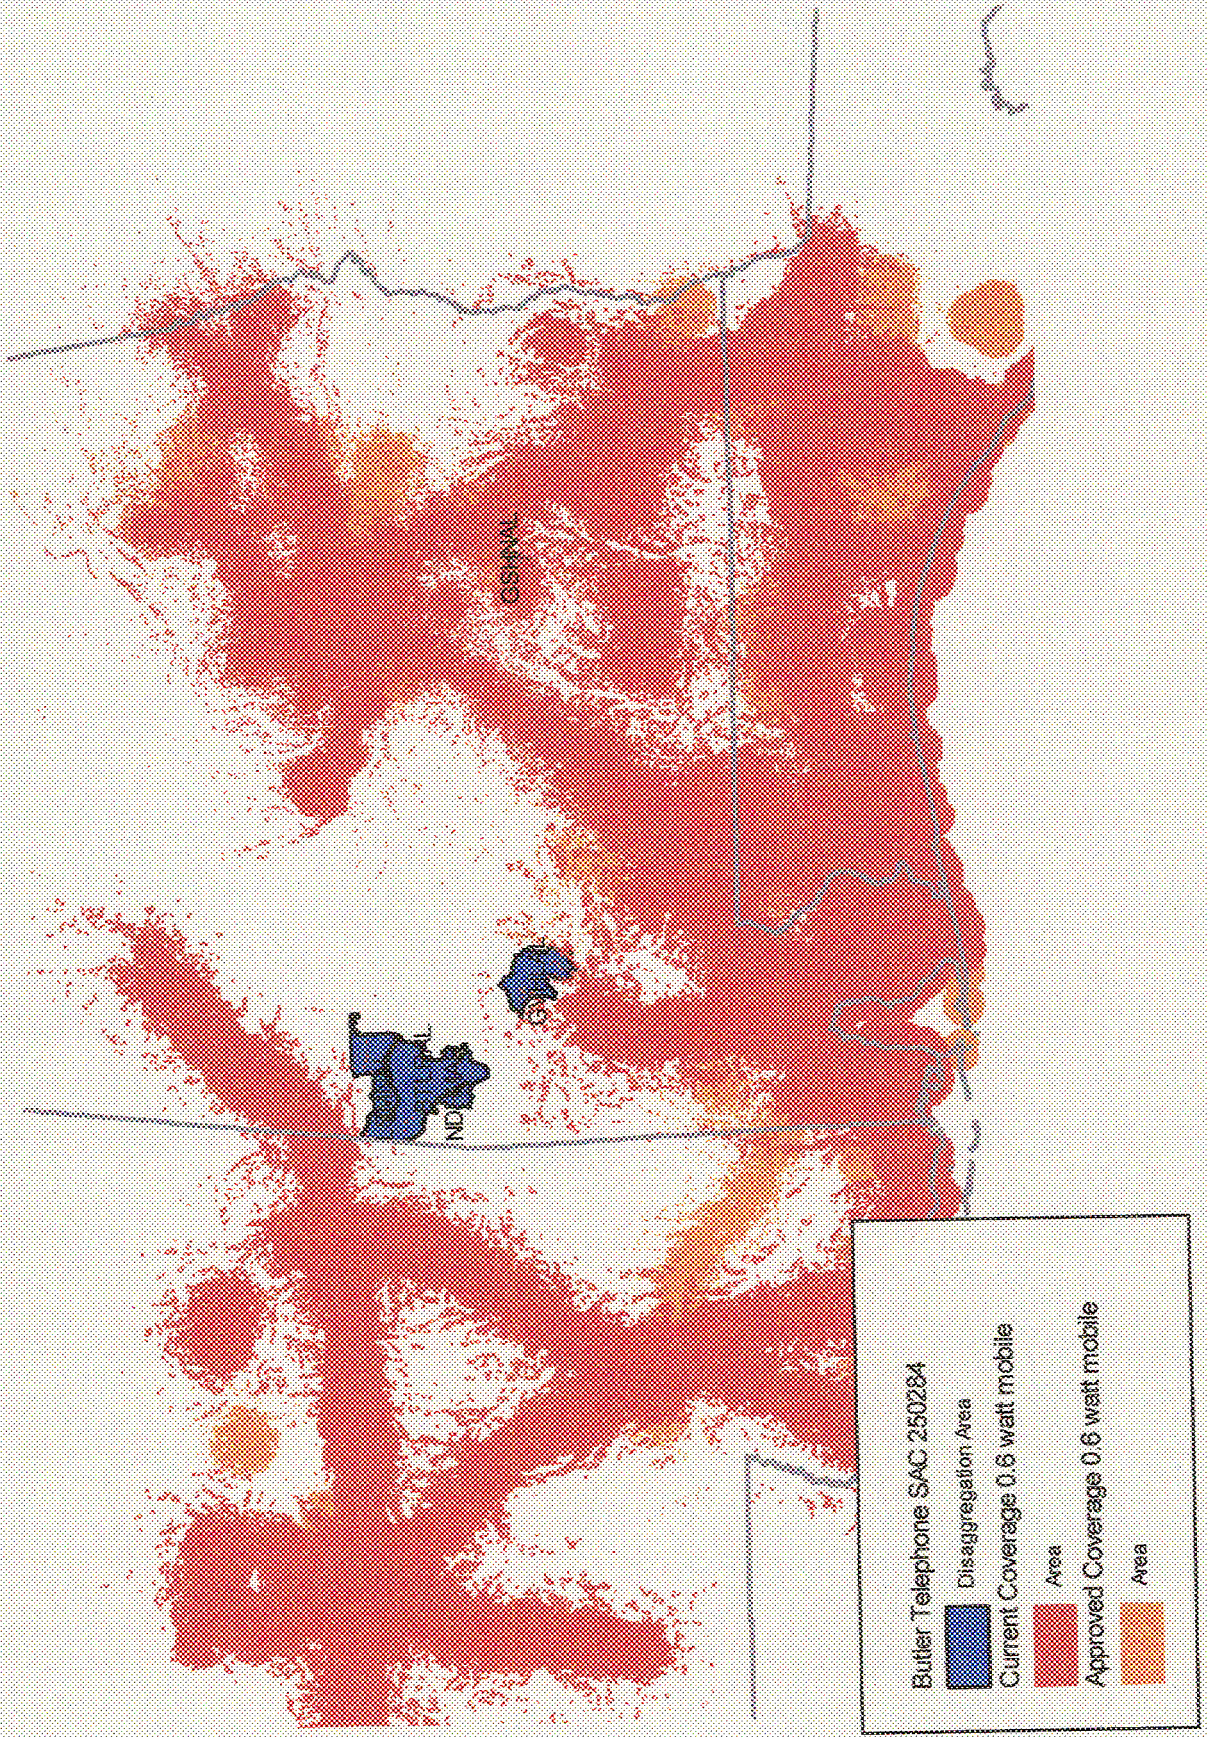 OSHNAL
Butler Telephone SAC 250284
Disaggregation Area
Current Coverage 0.6 watt mobile
Area
Approved Coverage 0.6 watt mobile
Area